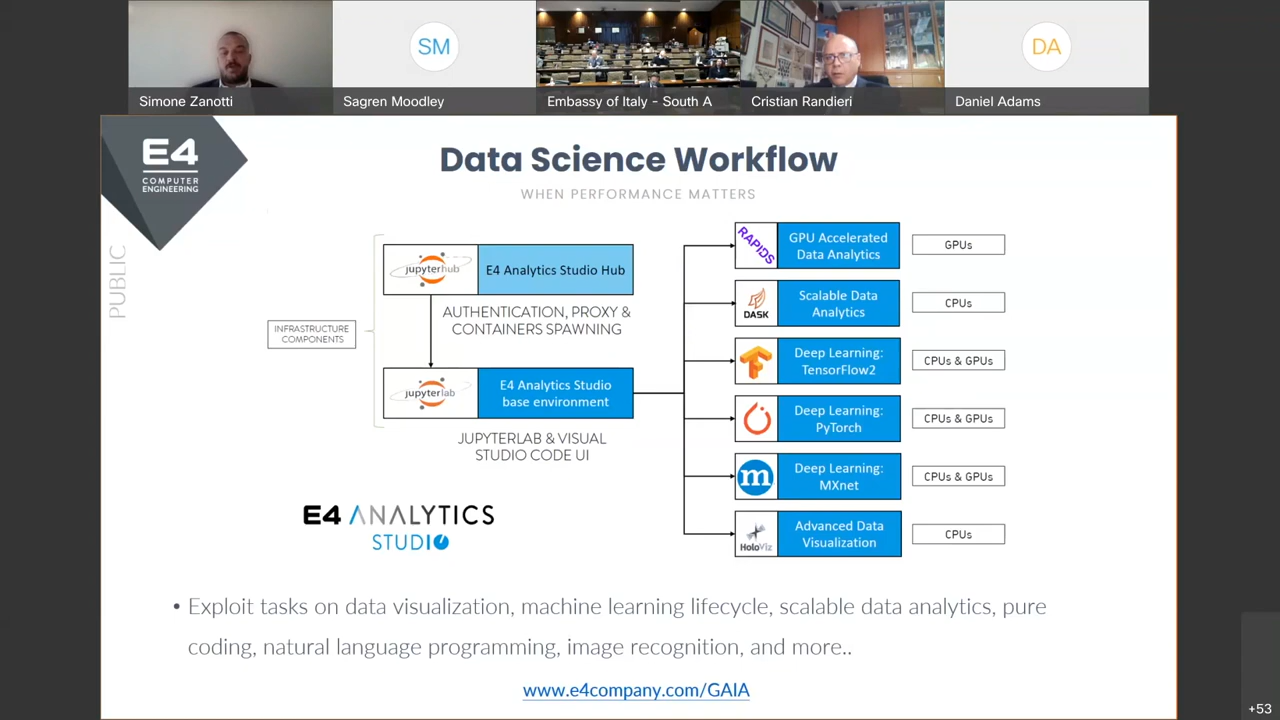 SM
DA
Simone Zanotti
Sagren Moodley
Embassy of Italy - South A
Cristian Randieri
Daniel Adams
E4
COMPUTER
ENGINEERING
PUBLIC
Data Science Workflow
WHEN PERFORMANCE MATTERS
INFRASTRUCTURE
COMPONENTS
jupyterhub
E4 Analytics Studio Hub
AUTHENTICATION, PROXY &
CONTAINERS SPAWNING
jupyterlab
E4 Analytics Studio
base environment
JUPYTERLAB & VISUAL
STUDIO CODE UI
RAPIDS
GPU Accelerated
Data Analytics
GPUs
DASK
Scalable Data
Analytics
CPUs
Deep Learning:
TensorFlow2
CPUs & GPUs
Deep Learning:
PyTorch
CPUs & GPUs
m
Deep Learning:
MXnet
CPUs & GPUs
HoloViz
Advanced Data
Visualization
CPUs
E4 ANALYTICS
STUDIO
• Exploit tasks on data visualization, machine learning lifecycle, scalable data analytics, pure
coding, natural language programming, image recognition, and more..
www.e4company.com/GAIA
+53